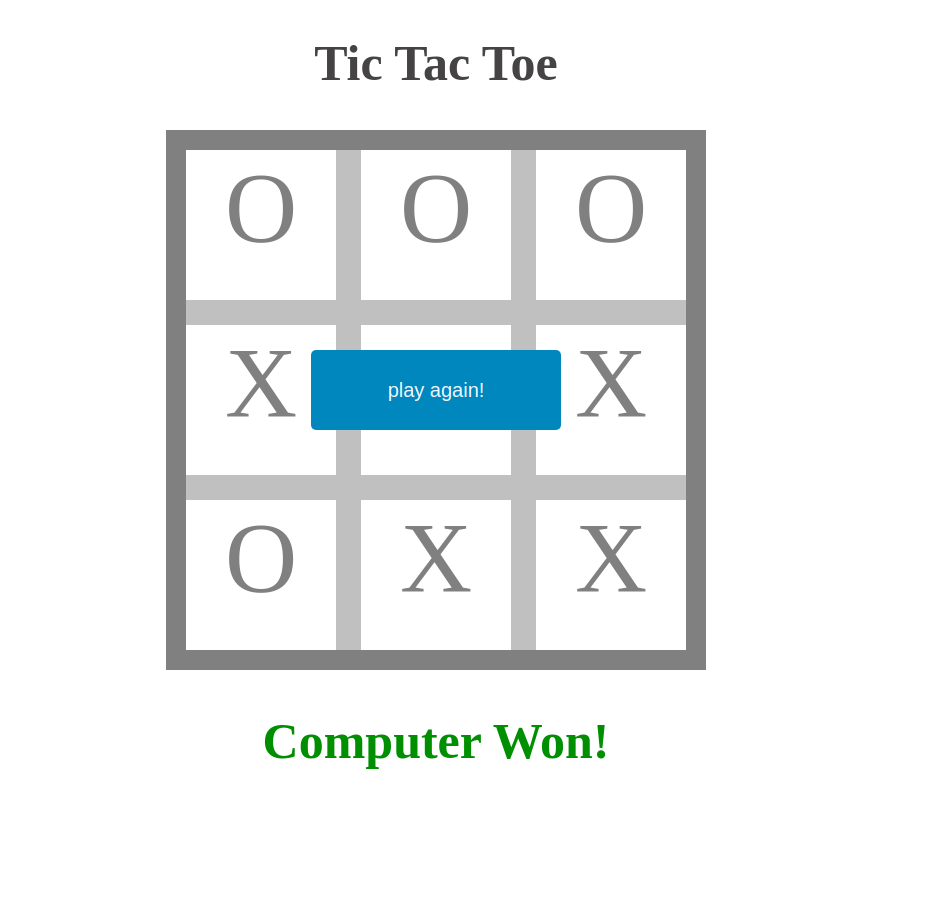 Tic Tac Toe
O O O
X play again! X
O X X
Computer Won!